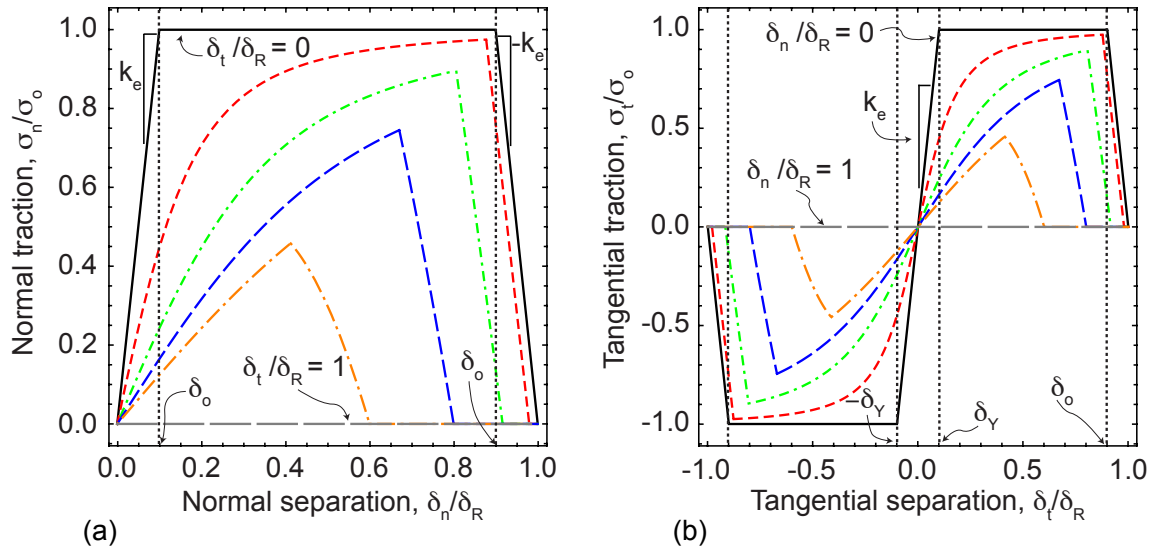 1.0
0.8
0.6
0.4
0.2
0.0
0.0
0.2
0.4
0.6
0.8
1.0
Normal traction, σn/σo
Normal separation, δn/δR
ke
-ke
δt/δR = 0
δt/δR = 1
δo
δo
(a)
1.0
0.5
0.0
-0.5
-1.0
-1.0
-0.5
0.0
0.5
1.0
Tangential traction, σt/σo
Tangential separation, δt/δR
δn/δR = 0
ke
δn/δR = 1
-δY
δY
δo
(b)